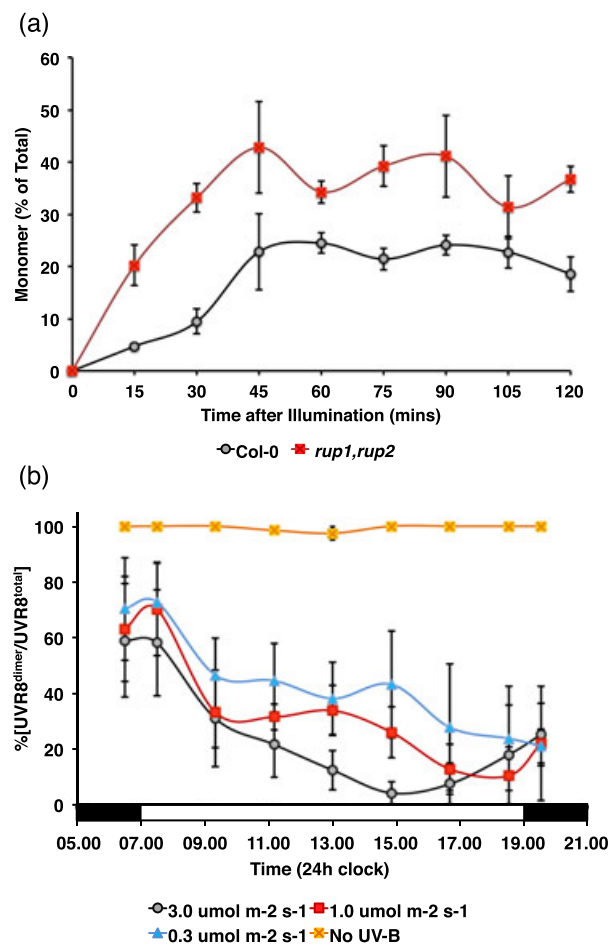 (a)
60
50
40
30
20
10
0
Monomer (% of Total)
0 15 30 45 60 75 90 105 120
Time after Illumination (mins)
Col-0 rup1,rup2
(b)
100
80
60
40
20
0
%[UVR8dimer/UVR8total]
05.00 07.00 09.00 11.00 13.00 15.00 17.00 19.00 21.00
Time (24h clock)
3.0 umol m-2 s-1 1.0 umol m-2 s-1
0.3 umol m-2 s-1 No UV-B